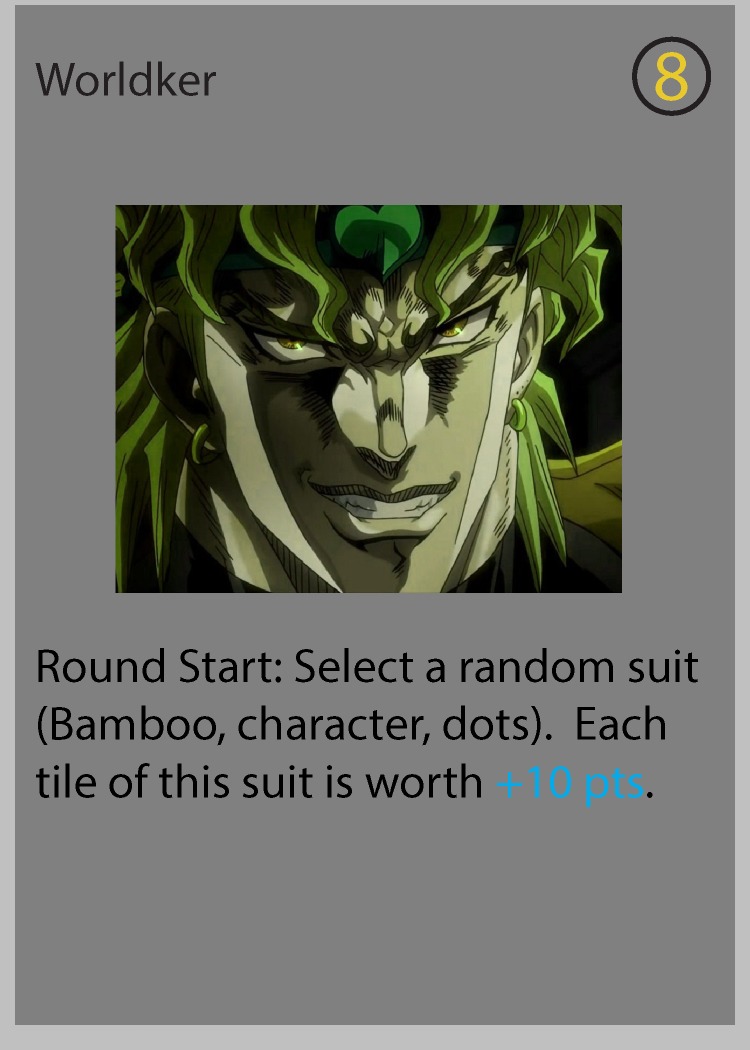 Worldker
8
Round Start: Select a random suit
(Bamboo, character, dots).  Each
tile of this suit is worth +10 pts.